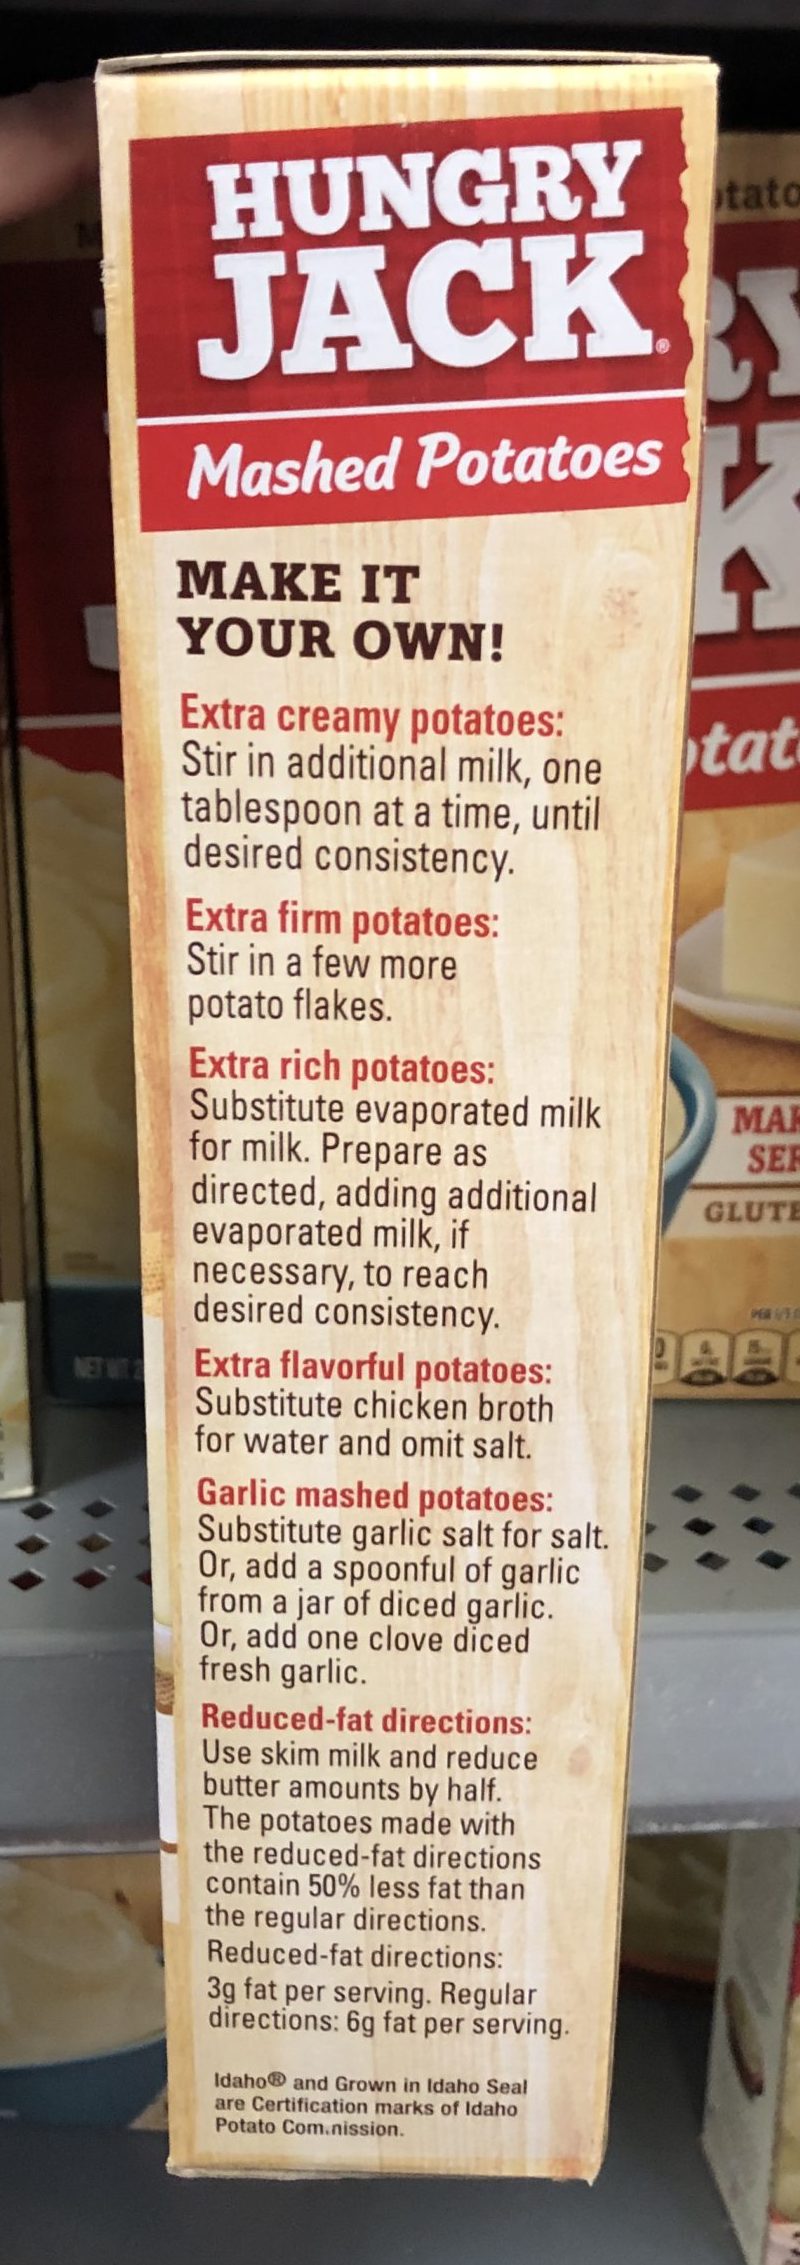 HUNGRY
JACK®
Mashed Potatoes
MAKE IT
YOUR OWN!
Extra creamy potatoes:
Stir in additional milk, one
tablespoon at a time, until
desired consistency.
Extra firm potatoes:
Stir in a few more
potato flakes.
Extra rich potatoes:
Substitute evaporated milk
for milk. Prepare as
directed, adding additional
evaporated milk, if
necessary, to reach
desired consistency.
Extra flavorful potatoes:
Substitute chicken broth
for water and omit salt.
Garlic mashed potatoes:
Substitute garlic salt for salt.
Or, add a spoonful of garlic
from a jar of diced garlic.
Or, add one clove diced
fresh garlic.
Reduced-fat directions:
Use skim milk and reduce
butter amounts by half.
The potatoes made with
the reduced-fat directions
contain 50% less fat than
the regular directions.
Reduced-fat directions:
3g fat per serving. Regular
directions: 6g fat per serving.
Idaho® and Grown in Idaho Seal
are Certification marks of Idaho
Potato Com.nission.
NET WT